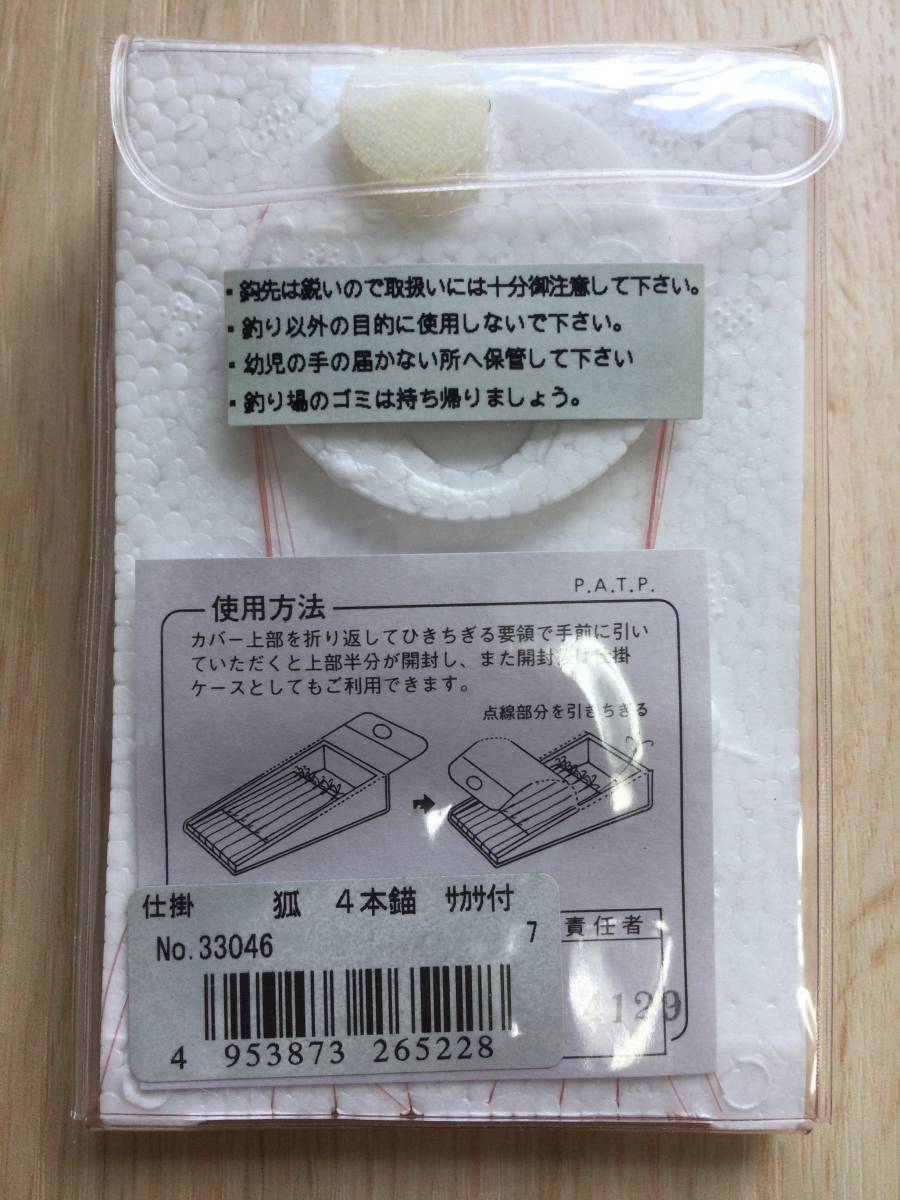 ・鈎先は鋭いので取扱いには十分御注意して下さい。
・釣り以外の目的に使用しないで下さい。
・幼児の手の届かない所へ保管して下さい
・釣り場のゴミは持ち帰りましょう。
P.A.T.P.
使用方法
カバー上部を折り返してひきちぎる要領で手前に引い
ていただくと上部半分が開封し、また開封 仕掛
ケースとしてもご利用できます。
点線部分を引きちぎる
仕掛 狐 4本錨 ｻｶｻ付
7
No.33046
4 953873 265228
責任者
4129